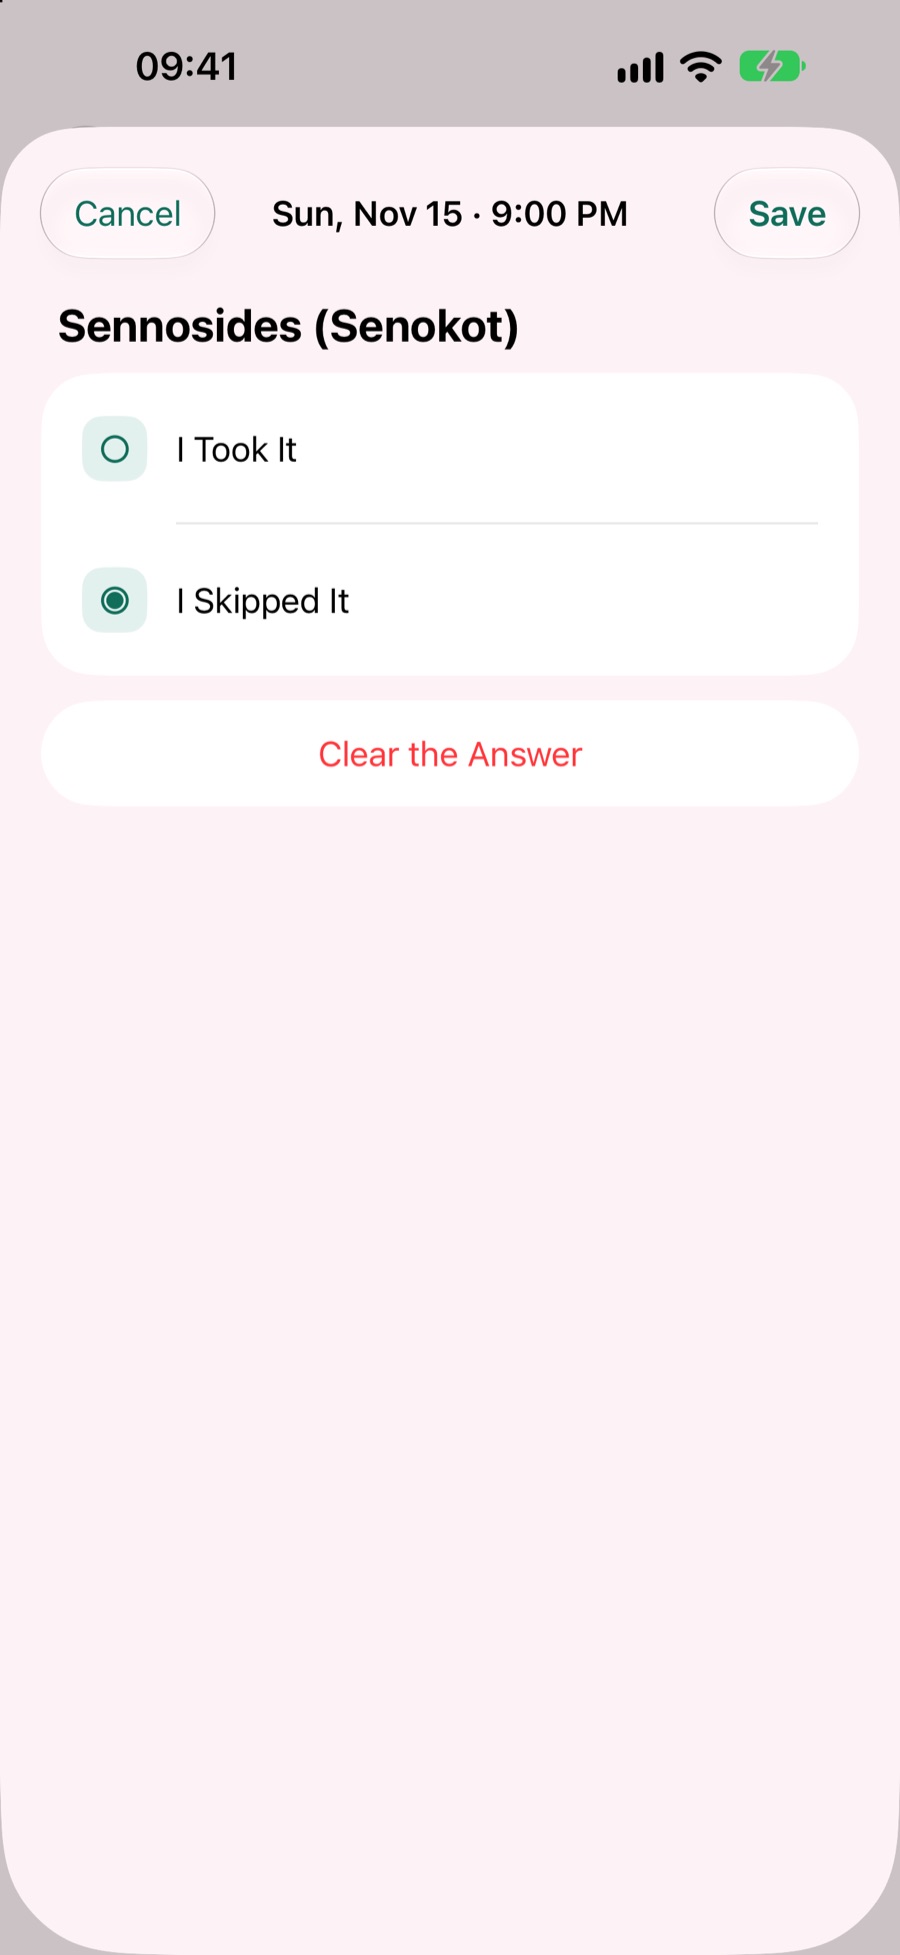 09:41
Cancel
Sun, Nov 15 · 9:00 PM
Save
Sennosides (Senokot)
I Took It
I Skipped It
Clear the Answer